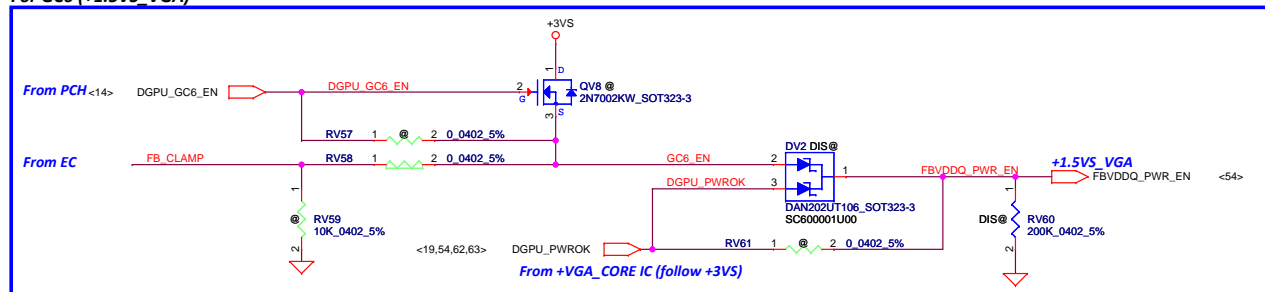 +3VS
1
D
From PCH <14> DGPU_GC6_EN DGPU_GC6_EN 2 G QV8 @
2N7002KW_SOT323-3
3 S
RV57 1 @ 2 0_0402_5%
From EC FB_CLAMP RV58 1 2 0_0402_5% GC6_EN 2 DV2 DIS@ +1.5VS_VGA
1 FBVDDQ_PWR_EN FBVDDQ_PWR_EN <54>
DGPU_PWROK 3
1 @ RV59
10K_0402_5%
2
DAN202UT106_SOT323-3
SC600001U00
1 DIS@ RV60
200K_0402_5%
2
<19,54,62,63> DGPU_PWROK RV61 1 @ 2 0_0402_5%
From +VGA_CORE IC (follow +3VS)